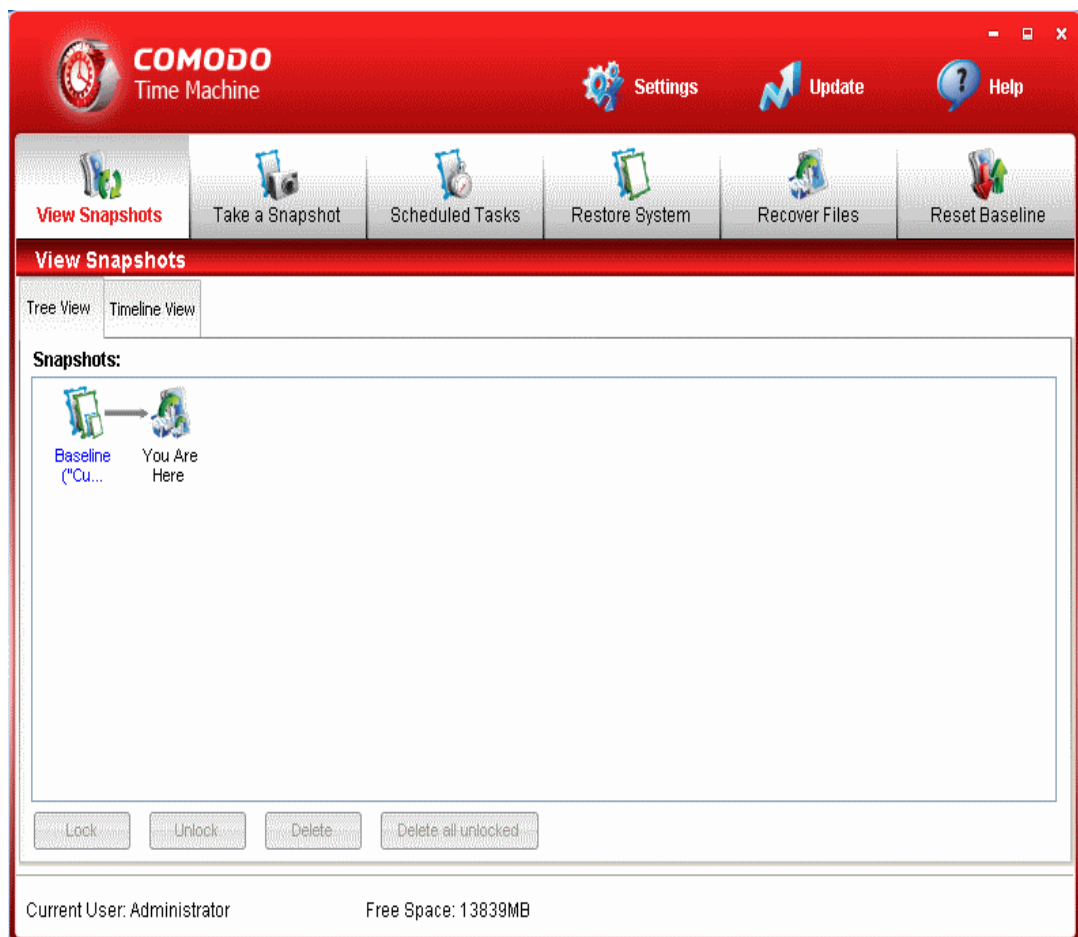 COMODO
Time Machine
Settings
Update
? Help
View Snapshots
Take a Snapshot
Scheduled Tasks
Restore System
Recover Files
Reset Baseline
View Snapshots
Tree View
Timeline View
Snapshots:
Baseline
("Cu...
You Are
Here
Lock
Unlock
Delete
Delete all unlocked
Current User: Administrator
Free Space: 13839MB